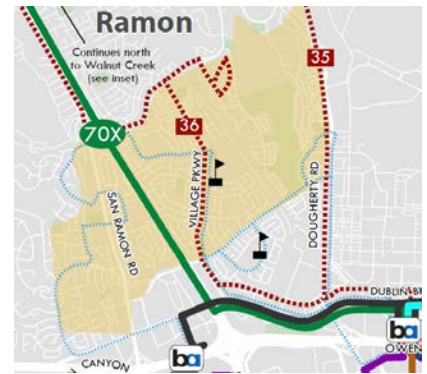 Ramon
Continues north
to Walnut Creek
(see inset)
35
70X
36
VILLAGE PKWY
SAN RAMON RD
DOUGHERTY RD
DUBLIN B
ba
ba
OWEN
CANYON